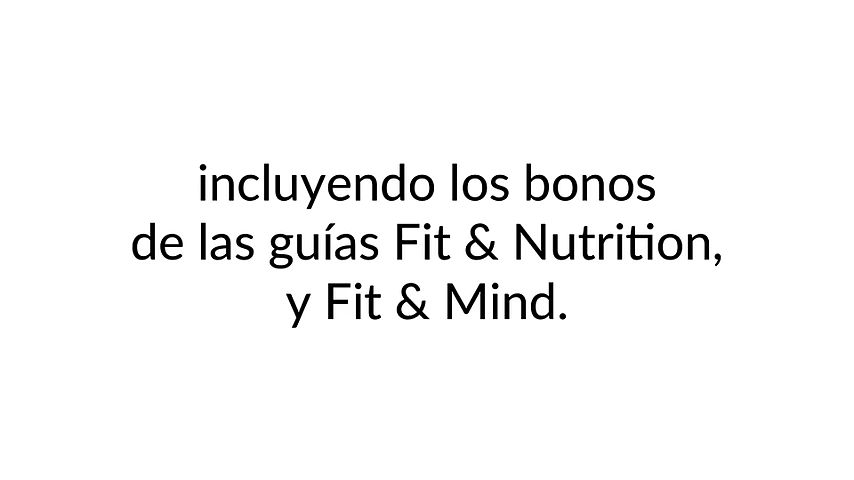 incluyendo los bonos
de las guías Fit & Nutrition,
y Fit & Mind.